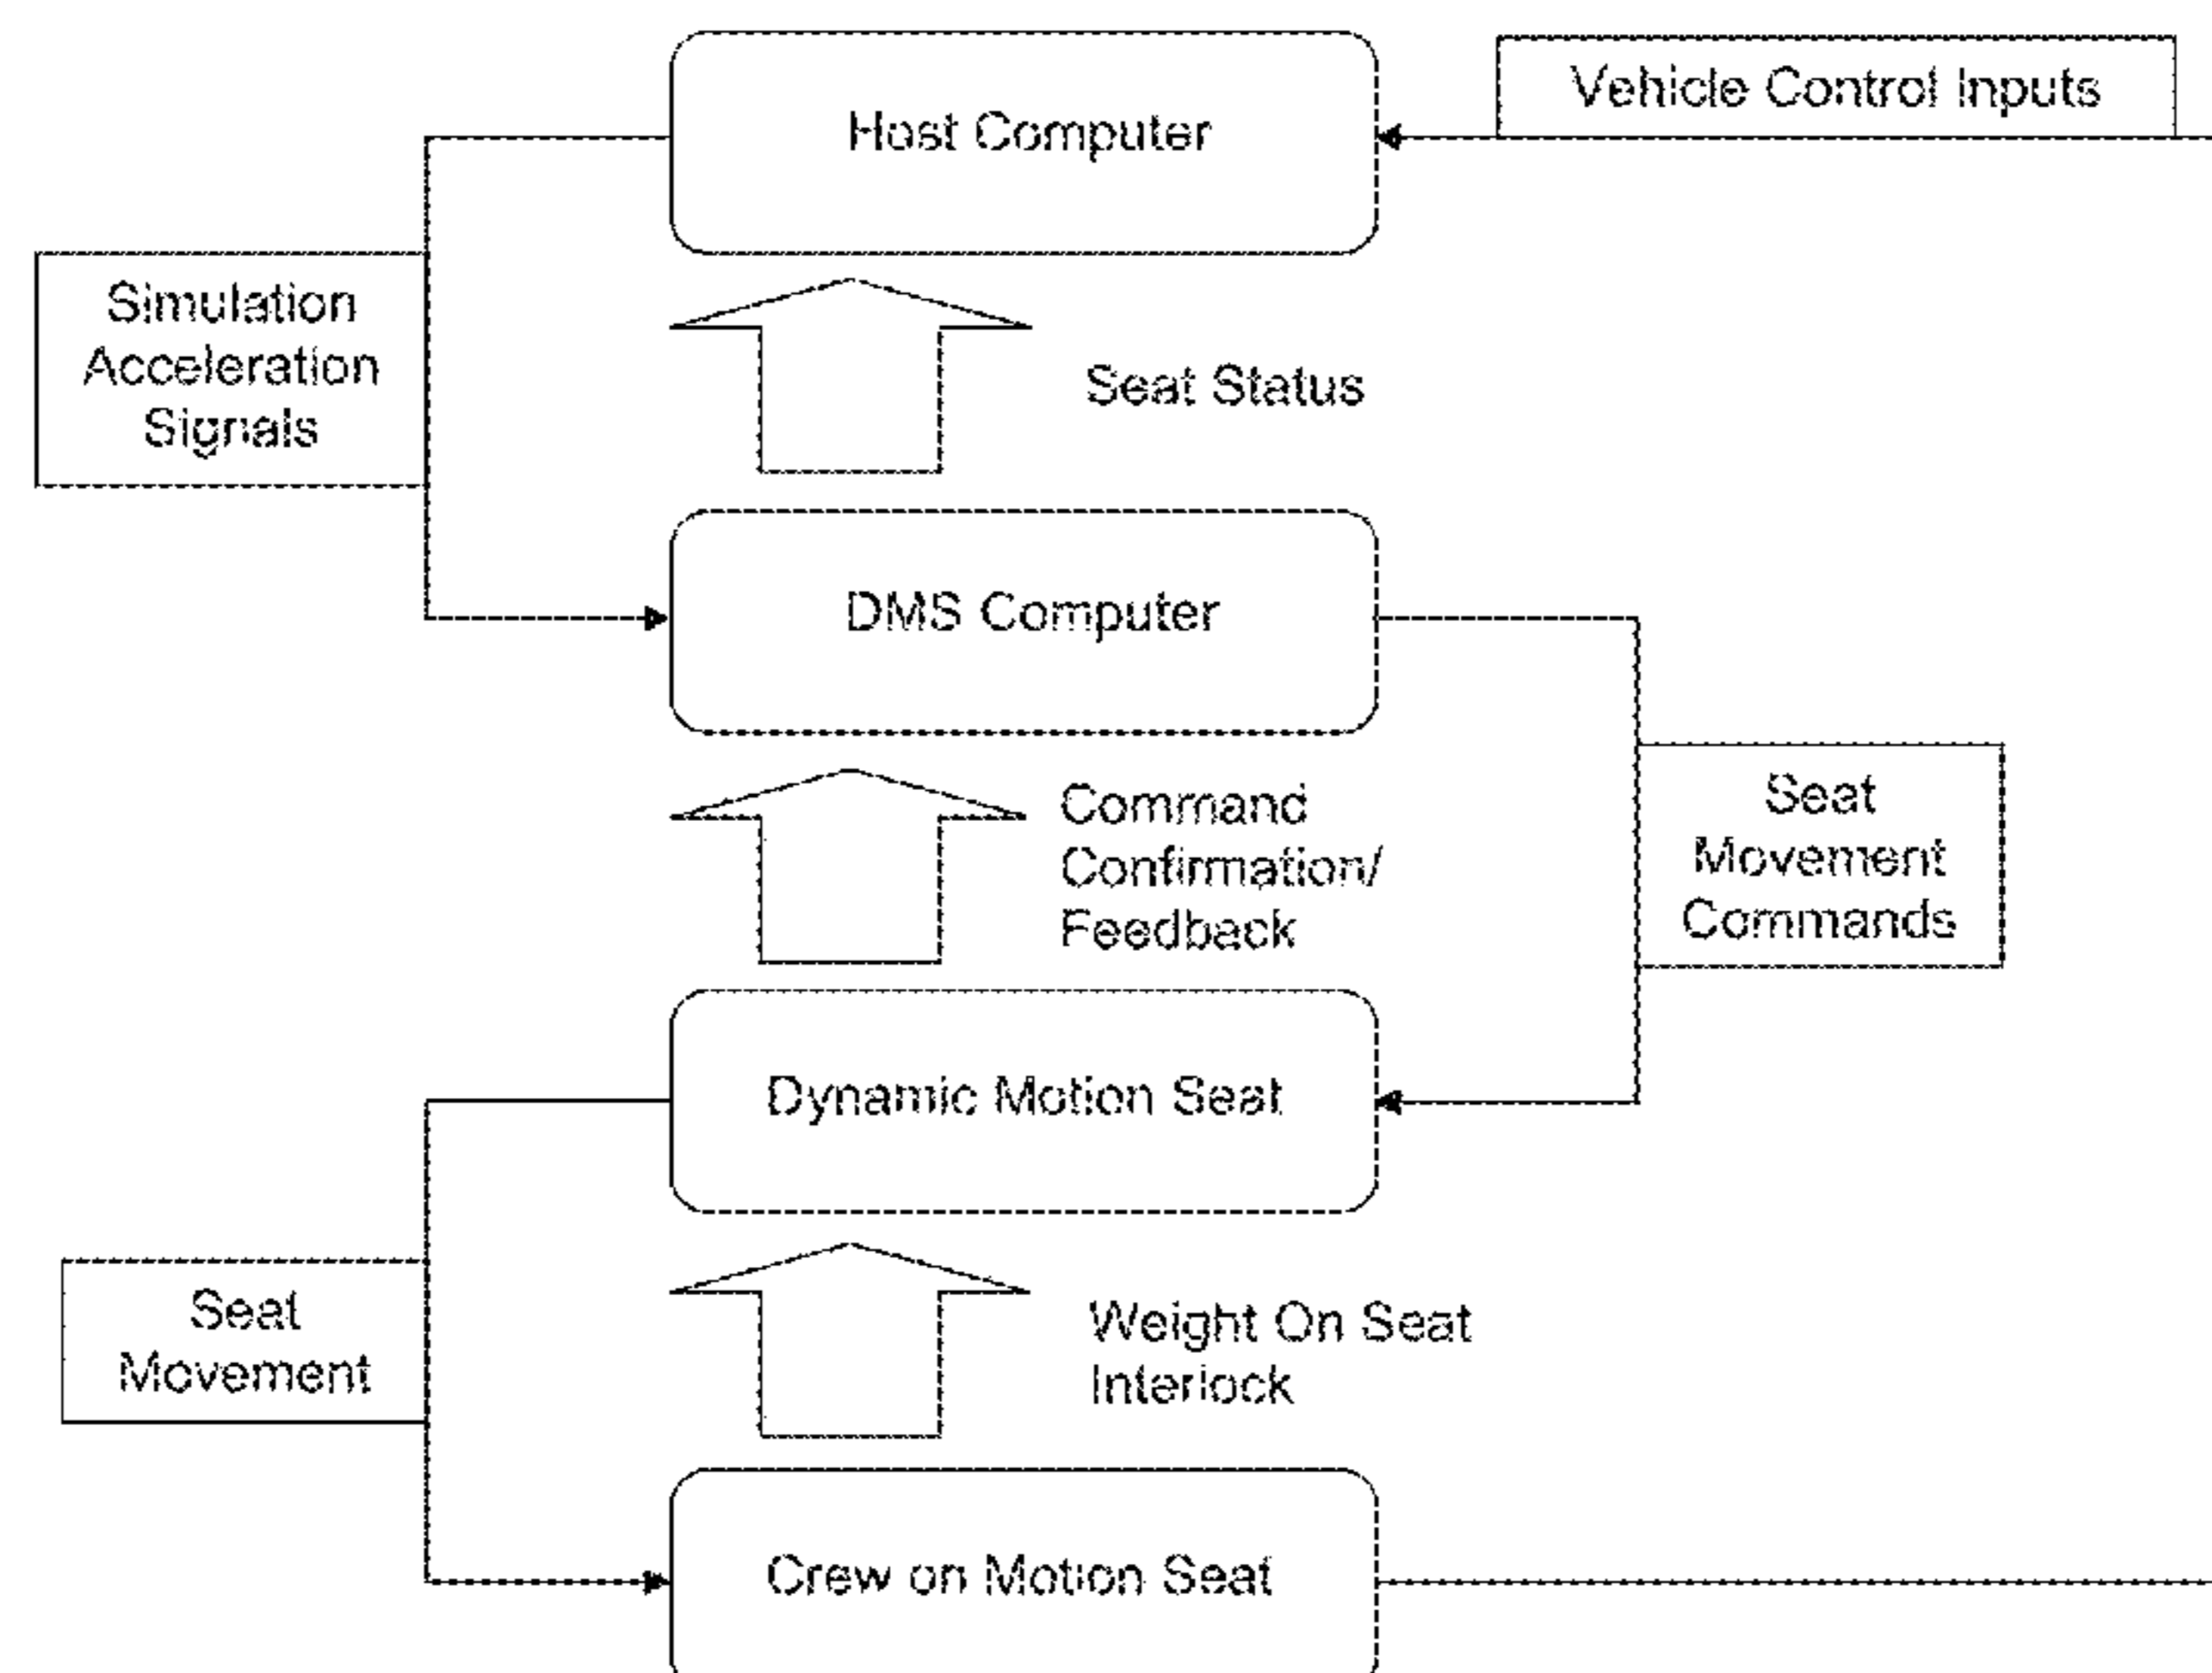 Host Computer
Vehicle Control Inputs
Simulation
Acceleration
Signals
Seat Status
DMS Computer
Command
Confirmation/
Feedback
Seat
Movement
Commands
Dynamic Motion Seat
Seat
Movement
Weight On Seat
Interlock
Crew on Motion Seat